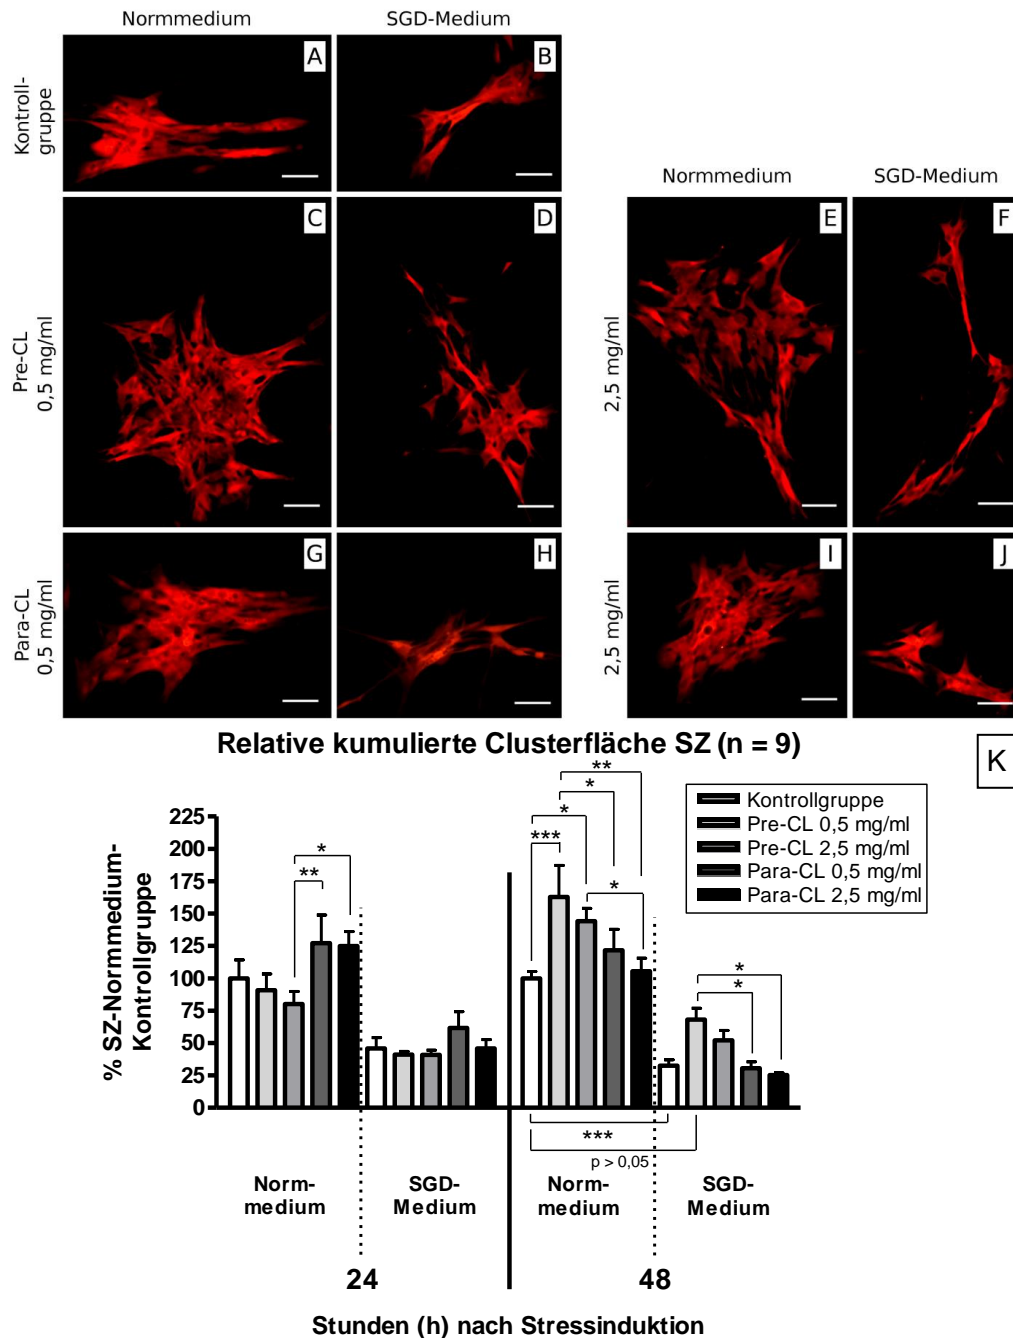 Normmedium
SGD-Medium
Kontroll-
gruppe
A
B
Normmedium
SGD-Medium
Pre-CL
0,5 mg/ml
C
D
2,5 mg/ml
E
F
Para-CL
0,5 mg/ml
G
H
2,5 mg/ml
I
J
Relative kumulierte Clusterfläche SZ (n = 9)
K
% SZ-Normmedium-
Kontrollgruppe
225
200
175
150
125
100
75
50
25
0
*
**
**
*
*
***
*
*
*
***
p > 0,05
Kontrollgruppe
Pre-CL 0,5 mg/ml
Pre-CL 2,5 mg/ml
Para-CL 0,5 mg/ml
Para-CL 2,5 mg/ml
Norm-
medium
SGD-
Medium
Norm-
medium
SGD-
Medium
24
48
Stunden (h) nach Stressinduktion